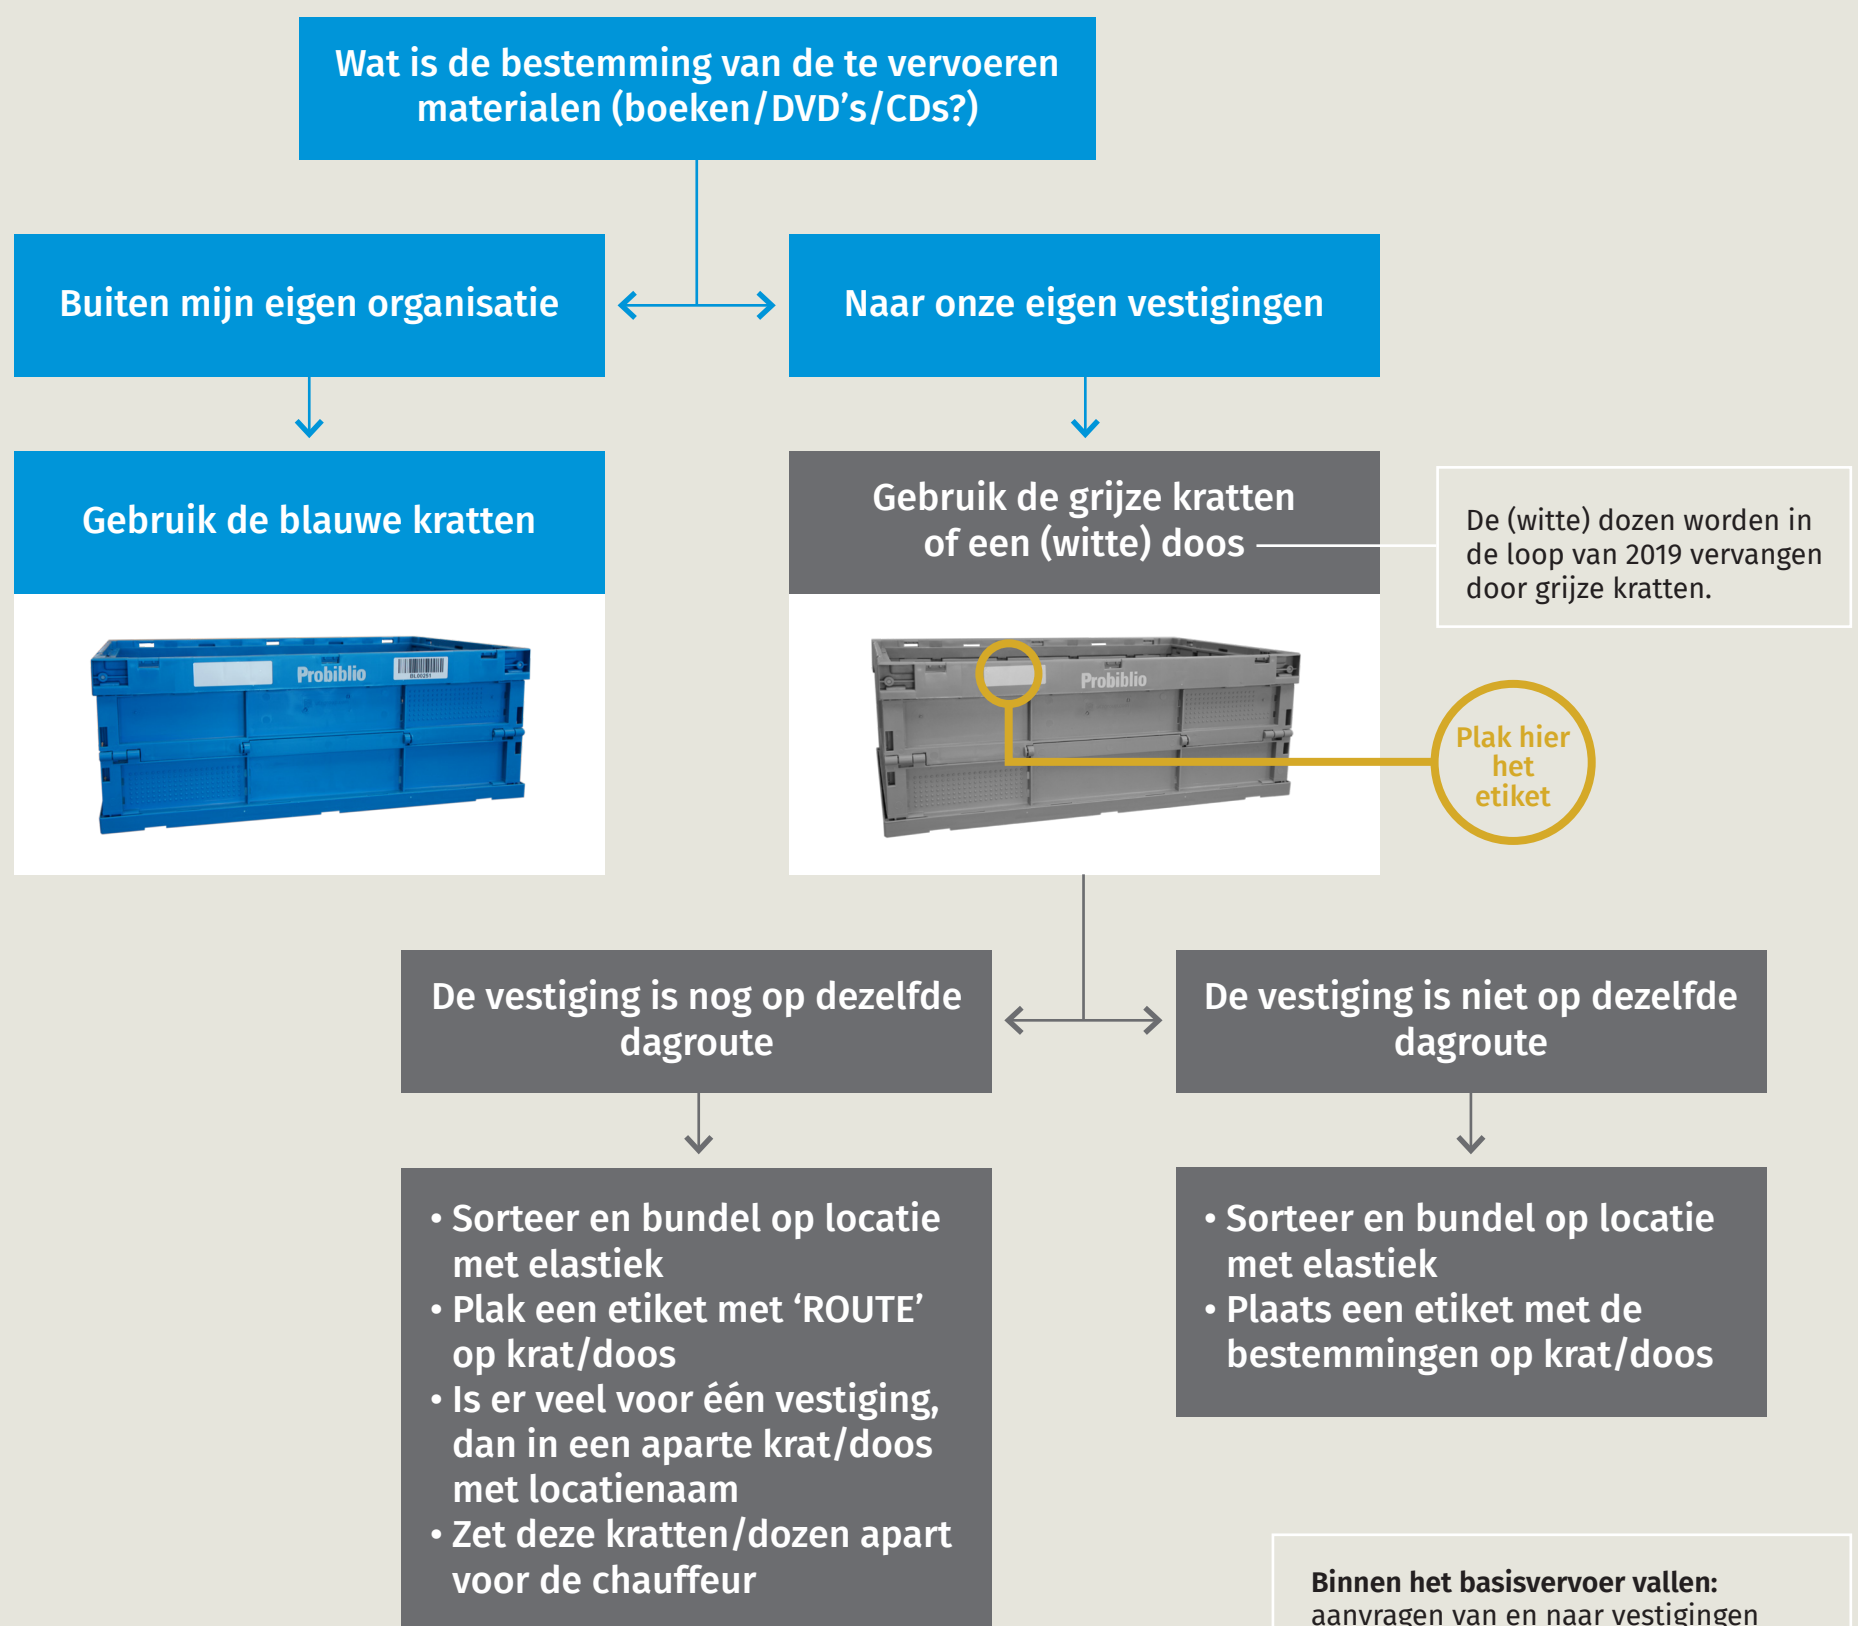 Wat is de bestemming van de te vervoeren
materialen (boeken/DVD’s/CDs?)
Buiten mijn eigen organisatie
Naar onze eigen vestigingen
Gebruik de blauwe kratten
Gebruik de grijze kratten
of een (witte) doos
De (witte) dozen worden in
de loop van 2019 vervangen
door grijze kratten.
Probiblio
BL00251
Probiblio
Plak hier
het
etiket
De vestiging is nog op dezelfde
dagroute
De vestiging is niet op dezelfde
dagroute
• Sorteer en bundel op locatie
met elastiek
• Plak een etiket met ‘ROUTE’
op krat/doos
• Is er veel voor één vestiging,
dan in een aparte krat/doos
met locatienaam
• Zet deze kratten/dozen apart
voor de chauffeur
• Sorteer en bundel op locatie
met elastiek
• Plaats een etiket met de
bestemmingen op krat/doos
Binnen het basisvervoer vallen:
aanvragen van en naar vestigingen